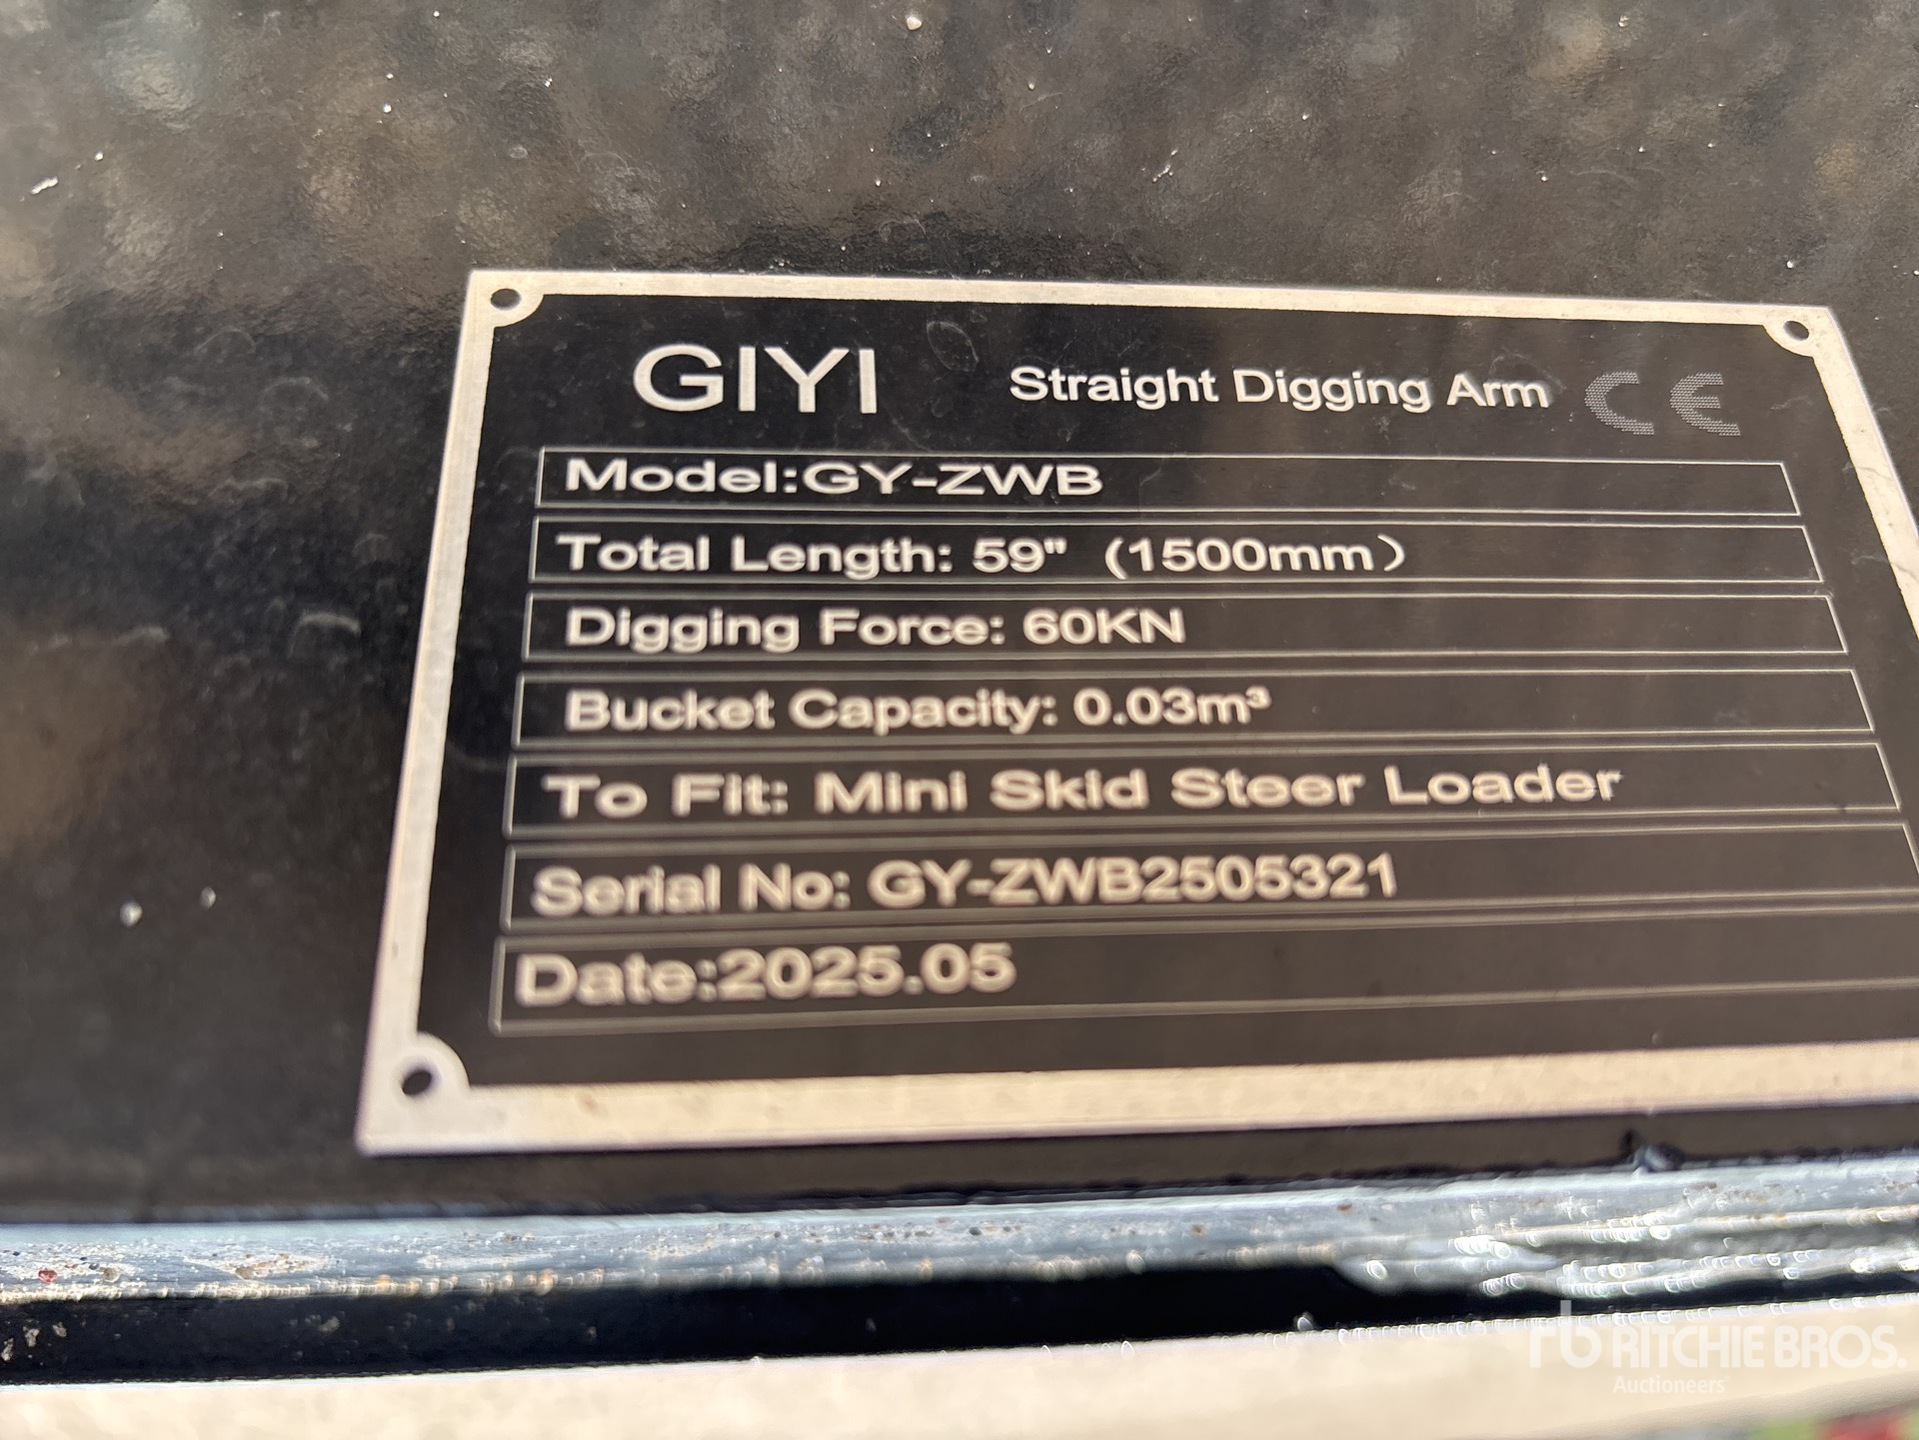 GIYI Straight Digging Arm CE
Model:GY-ZWB
Total Length: 59" (1500mm)
Digging Force: 60KN
Bucket Capacity: 0.03m³
To Fit: Mini Skid Steer Loader
Serial No: GY-ZWB2505321
Date:2025.05
rb RITCHIE BROS.
Auctioneers